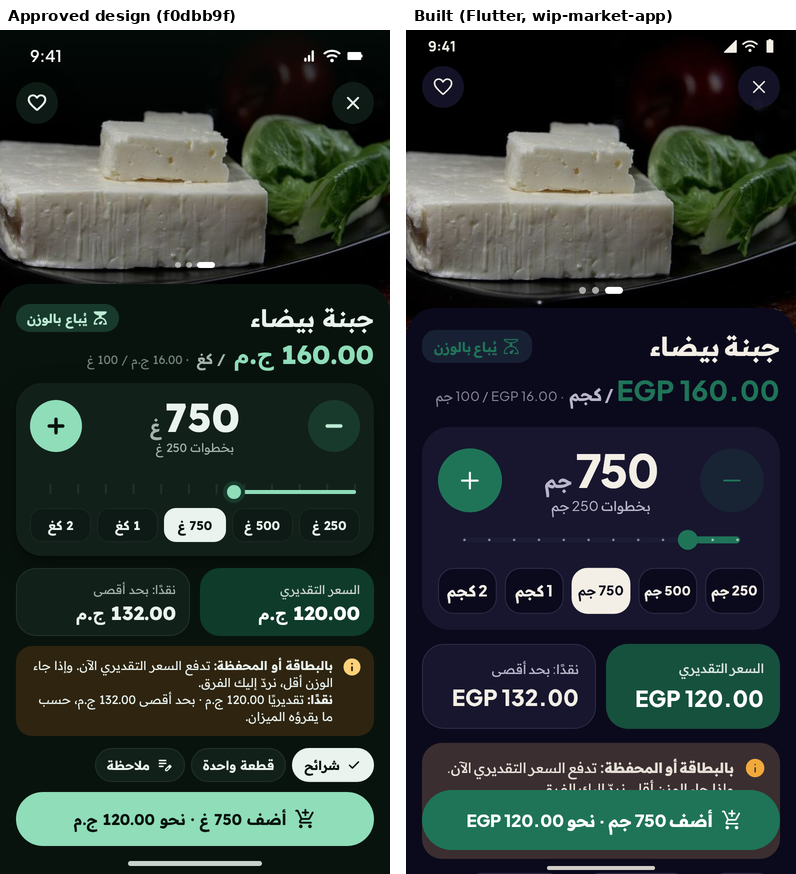 Approved design (f0dbb9f)
9:41
جبنة بيضاء
يُباع بالوزن
160.00 ج.م / كغ · 16.00 ج.م / 100 غ
750 غ
بخطوات 250 غ
250 غ
500 غ
750 غ
1 كغ
2 كغ
السعر التقديري
120.00 ج.م
نقدًا: بحد أقصى
132.00 ج.م
بالبطاقة أو المحفظة: تدفع السعر التقديري الآن. وإذا جاء
الوزن أقل، نردّ إليك الفرق.
نقدًا: تقديريًا 120.00 ج.م · بحد أقصى 132.00 ج.م، حسب
ما يقرؤه الميزان.
شرائح
قطعة واحدة
ملاحظة
أضف 750 غ · نحو 120.00 ج.م
Built (Flutter, wip-market-app)
9:41
جبنة بيضاء
يُباع بالوزن
EGP 160.00 / كجم · EGP 16.00 / 100 جم
750 جم
بخطوات 250 جم
250 جم
500 جم
750 جم
1 كجم
2 كجم
السعر التقديري
EGP 120.00
نقدًا: بحد أقصى
EGP 132.00
بالبطاقة أو المحفظة: تدفع السعر التقديري الآن.
أضف 750 جم · نحو EGP 120.00